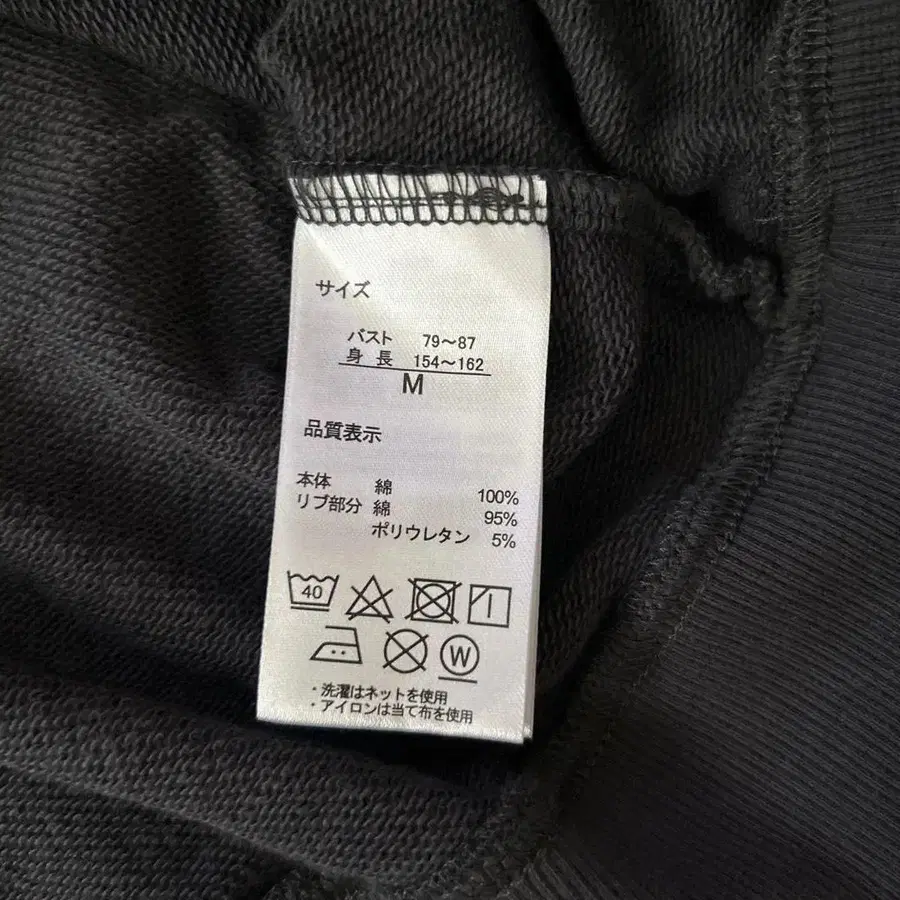 サイズ
バスト 79〜87
身長 154〜162
M
品質表示
本体 綿 100%
リブ部分 綿 95%
ポリウレタン 5%
40
W
・洗濯はネットを使用
・アイロンは当て布を使用